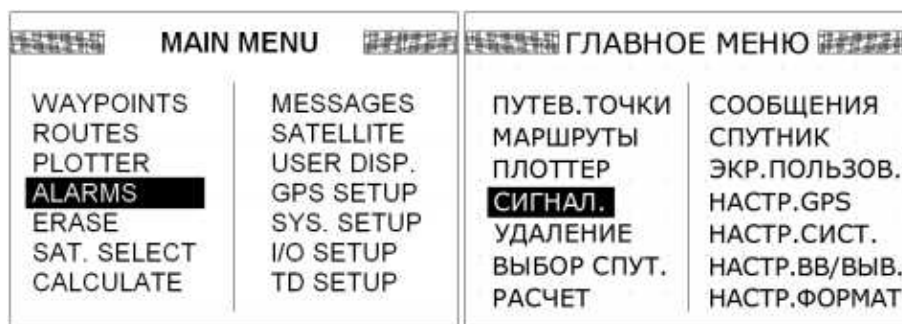 MAIN MENU
WAYPOINTS
ROUTES
PLOTTER
ALARMS
ERASE
SAT. SELECT
CALCULATE
MESSAGES
SATELLITE
USER DISP.
GPS SETUP
SYS. SETUP
I/O SETUP
TD SETUP
ГЛАВНОЕ МЕНЮ
ПУТЕВ.ТОЧКИ
МАРШРУТЫ
ПЛОТТЕР
СИГНАЛ.
УДАЛЕНИЕ
ВЫБОР СПУТ.
РАСЧЕТ
СООБЩЕНИЯ
СПУТНИК
ЭКР.ПОЛЬЗОВ.
НАСТР.GPS
НАСТР.СИСТ.
НАСТР.ВВ/ВЫВ.
НАСТР.ФОРМАТ